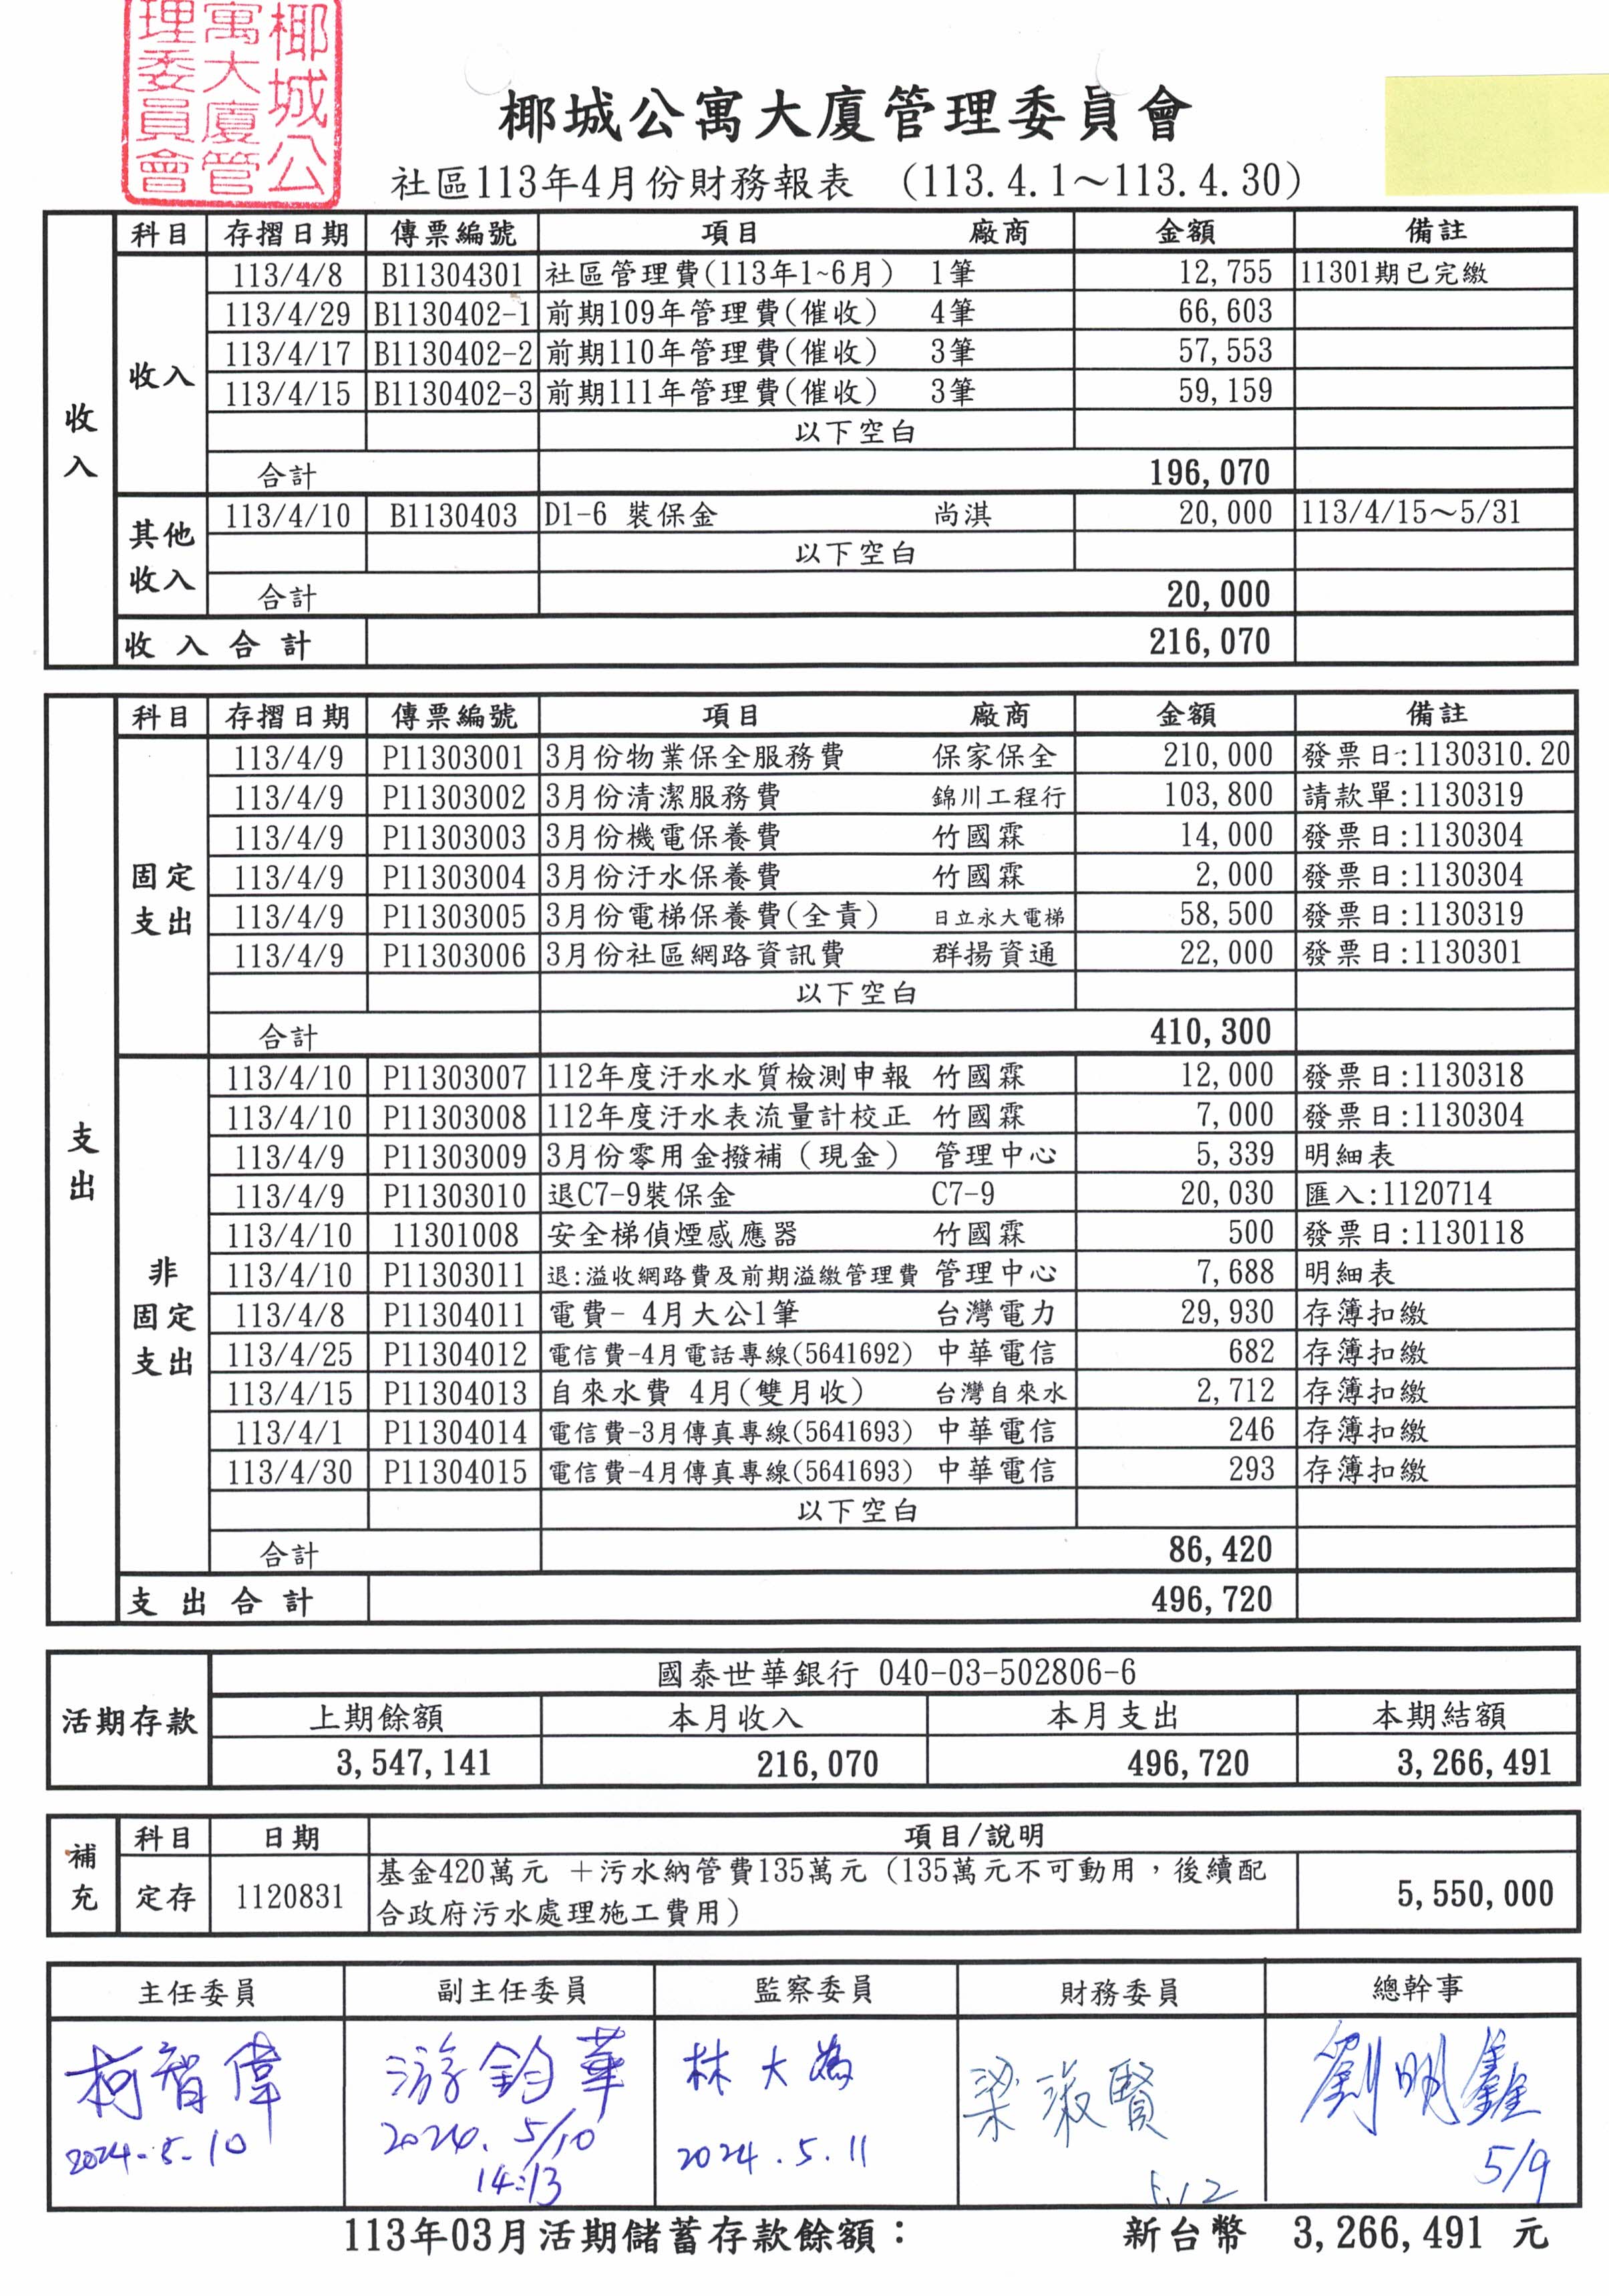 椰城公
寓大廈管
理委員會
椰城公寓大廈管理委員會
社區113年4月份財務報表 (113.4.1~113.4.30)
收入
科目 存摺日期 傳票編號 項目 廠商 金額 備註
收入
113/4/8 B11304301 社區管理費(113年1~6月) 1筆 12,755 11301期已完繳
113/4/29 B1130402-1 前期109年管理費(催收) 4筆 66,603
113/4/17 B1130402-2 前期110年管理費(催收) 3筆 57,553
113/4/15 B1130402-3 前期111年管理費(催收) 3筆 59,159
以下空白
合計 196,070
其他收入
113/4/10 B1130403 D1-6 裝保金 尚淇 20,000 113/4/15~5/31
以下空白
合計 20,000
收入合計 216,070
支出
科目 存摺日期 傳票編號 項目 廠商 金額 備註
固定支出
113/4/9 P11303001 3月份物業保全服務費 保家保全 210,000 發票日:1130310.20
113/4/9 P11303002 3月份清潔服務費 錦川工程行 103,800 請款單:1130319
113/4/9 P11303003 3月份機電保養費 竹國霖 14,000 發票日:1130304
113/4/9 P11303004 3月份汙水保養費 竹國霖 2,000 發票日:1130304
113/4/9 P11303005 3月份電梯保養費(全責) 日立永大電梯 58,500 發票日:1130319
113/4/9 P11303006 3月份社區網路資訊費 群揚資通 22,000 發票日:1130301
以下空白
合計 410,300
非固定支出
113/4/10 P11303007 112年度汙水水質檢測申報 竹國霖 12,000 發票日:1130318
113/4/10 P11303008 112年度汙水表流量計校正 竹國霖 7,000 發票日:1130304
113/4/9 P11303009 3月份零用金撥補（現金） 管理中心 5,339 明細表
113/4/9 P11303010 退C7-9裝保金 C7-9 20,030 匯入:1120714
113/4/10 11301008 安全梯偵煙感應器 竹國霖 500 發票日:1130118
113/4/10 P11303011 退:溢收網路費及前期溢繳管理費 管理中心 7,688 明細表
113/4/8 P11304011 電費- 4月大公1筆 台灣電力 29,930 存簿扣繳
113/4/25 P11304012 電信費-4月電話專線(5641692) 中華電信 682 存簿扣繳
113/4/15 P11304013 自來水費 4月(雙月收) 台灣自來水 2,712 存簿扣繳
113/4/1 P11304014 電信費-3月傳真專線(5641693) 中華電信 246 存簿扣繳
113/4/30 P11304015 電信費-4月傳真專線(5641693) 中華電信 293 存簿扣繳
以下空白
合計 86,420
支出合計 496,720
活期存款
國泰世華銀行 040-03-502806-6
上期餘額 本月收入 本月支出 本期結額
3,547,141 216,070 496,720 3,266,491
補充
科目 日期 項目/說明
定存 1120831 基金420萬元 ＋污水納管費135萬元（135萬元不可動用，後續配
合政府污水處理施工費用） 5,550,000
主任委員 副主任委員 監察委員 財務委員 總幹事
柯智偉 游鈞華 林大為 梁淑賢 劉明鑫
2024.5.10 2024.5/10 2024.5.11 5/9
14:13
113年03月活期儲蓄存款餘額： 新台幣 3,266,491 元